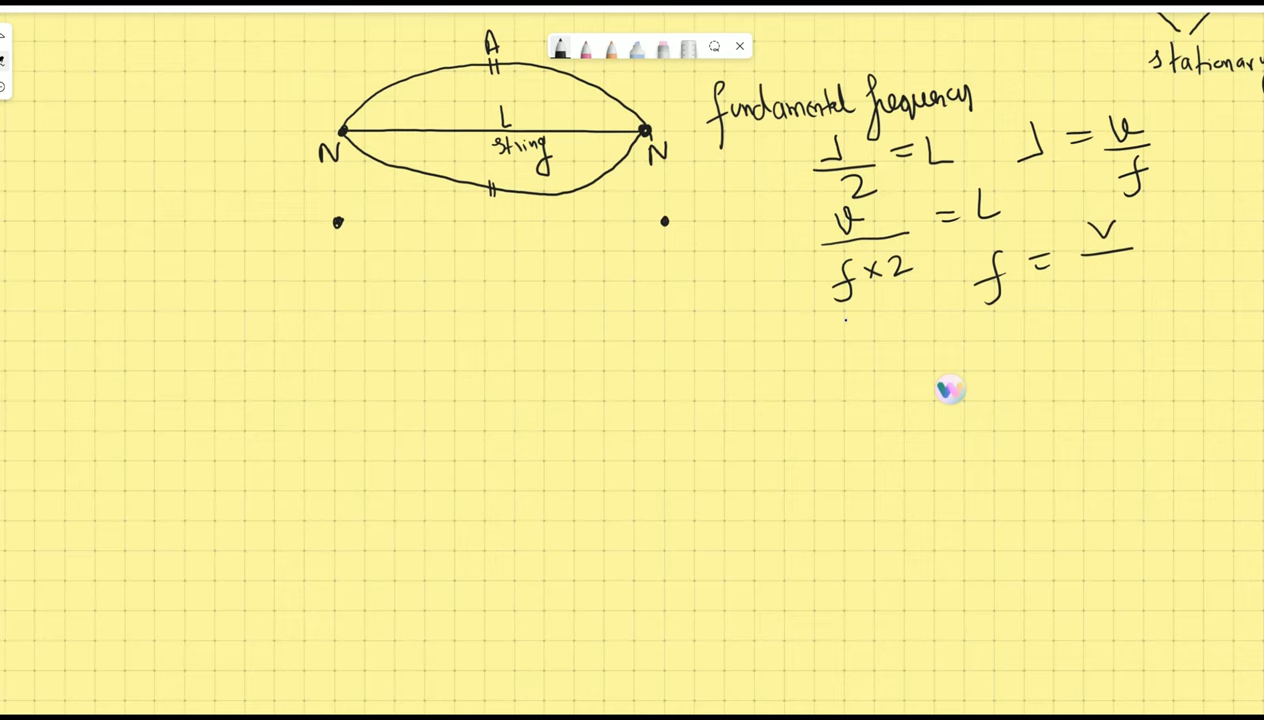 A
L
string
N
N
fundamental frequency
λ/2 = L
λ = v/f
v/f×2 = L
f = v/
stationary